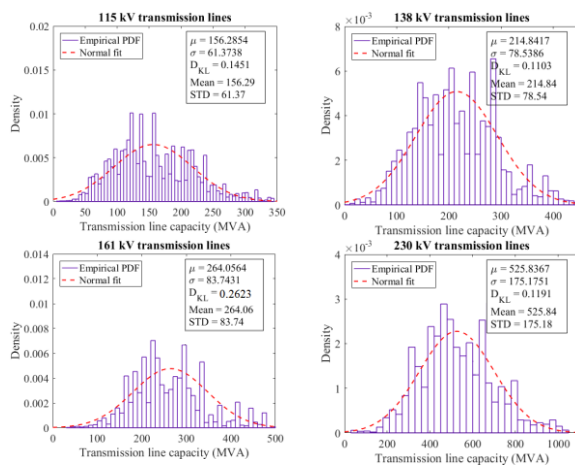 115 kV transmission lines
0.02
0.015
0.01
0.005
0
Density
Empirical PDF
Normal fit
μ = 156.2854
σ = 61.3738
D_KL = 0.1451
Mean = 156.29
STD = 61.37
0 50 100 150 200 250 300 350
Transmission line capacity (MVA)
138 kV transmission lines
8 × 10⁻³
6
4
2
0
Density
Empirical PDF
Normal fit
μ = 214.8417
σ = 78.5386
D_KL = 0.1103
Mean = 214.84
STD = 78.54
0 100 200 300 400
Transmission line capacity (MVA)
161 kV transmission lines
0.014
0.012
0.01
0.008
0.006
0.004
0.002
0
Density
Empirical PDF
Normal fit
μ = 264.0564
σ = 83.7431
D_KL = 0.2623
Mean = 264.06
STD = 83.74
0 100 200 300 400 500
Transmission line capacity (MVA)
230 kV transmission lines
4 × 10⁻³
3
2
1
0
Density
Empirical PDF
Normal fit
μ = 525.8367
σ = 175.1751
D_KL = 0.1191
Mean = 525.84
STD = 175.18
0 200 400 600 800 1000
Transmission line capacity (MVA)